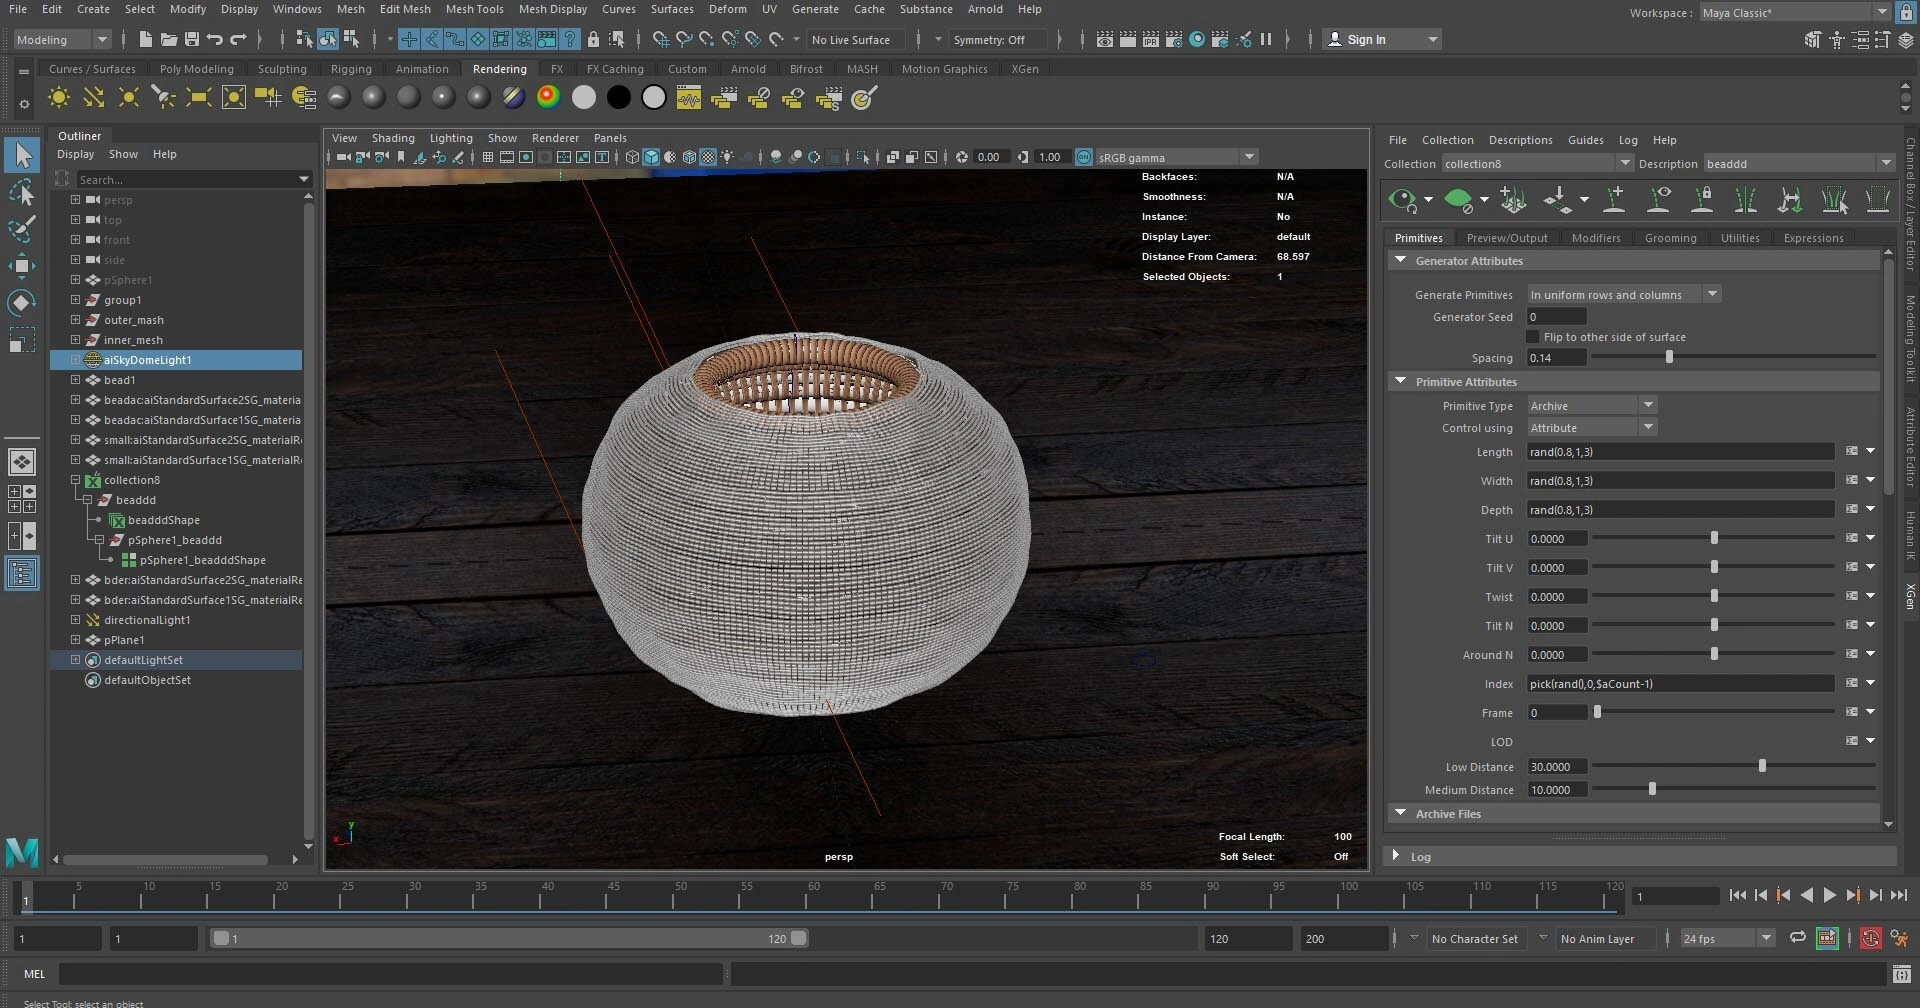 File Edit Create Select Modify Display Windows Mesh Edit Mesh Mesh Tools Mesh Display Curves Surfaces Deform UV Generate Cache Substance Arnold Help
Workspace : Maya Classic*
Modeling
No Live Surface
Symmetry: Off
Sign In
Curves / Surfaces Poly Modeling Sculpting Rigging Animation Rendering FX FX Caching Custom Arnold Bifrost MASH Motion Graphics XGen
Outliner
Display Show Help
Search...
persp
top
front
side
pSphere1
group1
outer_mash
inner_mesh
aiSkyDomeLight1
bead1
beadac:aiStandardSurface2SG_materia
beadac:aiStandardSurface1SG_materia
small:aiStandardSurface2SG_materialR
small:aiStandardSurface1SG_materialR
collection8
beaddd
beadddShape
pSphere1_beaddd
pSphere1_beadddShape
bder:aiStandardSurface2SG_materialRe
bder:aiStandardSurface1SG_materialRe
directionalLight1
pPlane1
defaultLightSet
defaultObjectSet
View Shading Lighting Show Renderer Panels
0.00 1.00 ON sRGB gamma
Backfaces: N/A
Smoothness: N/A
Instance: No
Display Layer: default
Distance From Camera: 68.597
Selected Objects: 1
y
x
Focal Length: 100
persp
Soft Select: Off
File Collection Descriptions Guides Log Help
Collection collection8 Description beaddd
Primitives Preview/Output Modifiers Grooming Utilities Expressions
Generator Attributes
Generate Primitives In uniform rows and columns
Generator Seed 0
Flip to other side of surface
Spacing 0.14
Primitive Attributes
Primitive Type Archive
Control using Attribute
Length rand(0.8,1,3)
Width rand(0.8,1,3)
Depth rand(0.8,1,3)
Tilt U 0.0000
Tilt V 0.0000
Twist 0.0000
Tilt N 0.0000
Around N 0.0000
Index pick(rand(),0,$aCount-1)
Frame 0
LOD
Low Distance 30.0000
Medium Distance 10.0000
Archive Files
Log
Channel Box / Layer Editor
Modeling Toolkit
Attribute Editor
Human IK
XGen
1 5 10 15 20 25 30 35 40 45 50 55 60 65 70 75 80 85 90 95 100 105 110 115 120
1
1 1 1 120 120 200 No Character Set No Anim Layer 24 fps
MEL
Select Tool: select an object